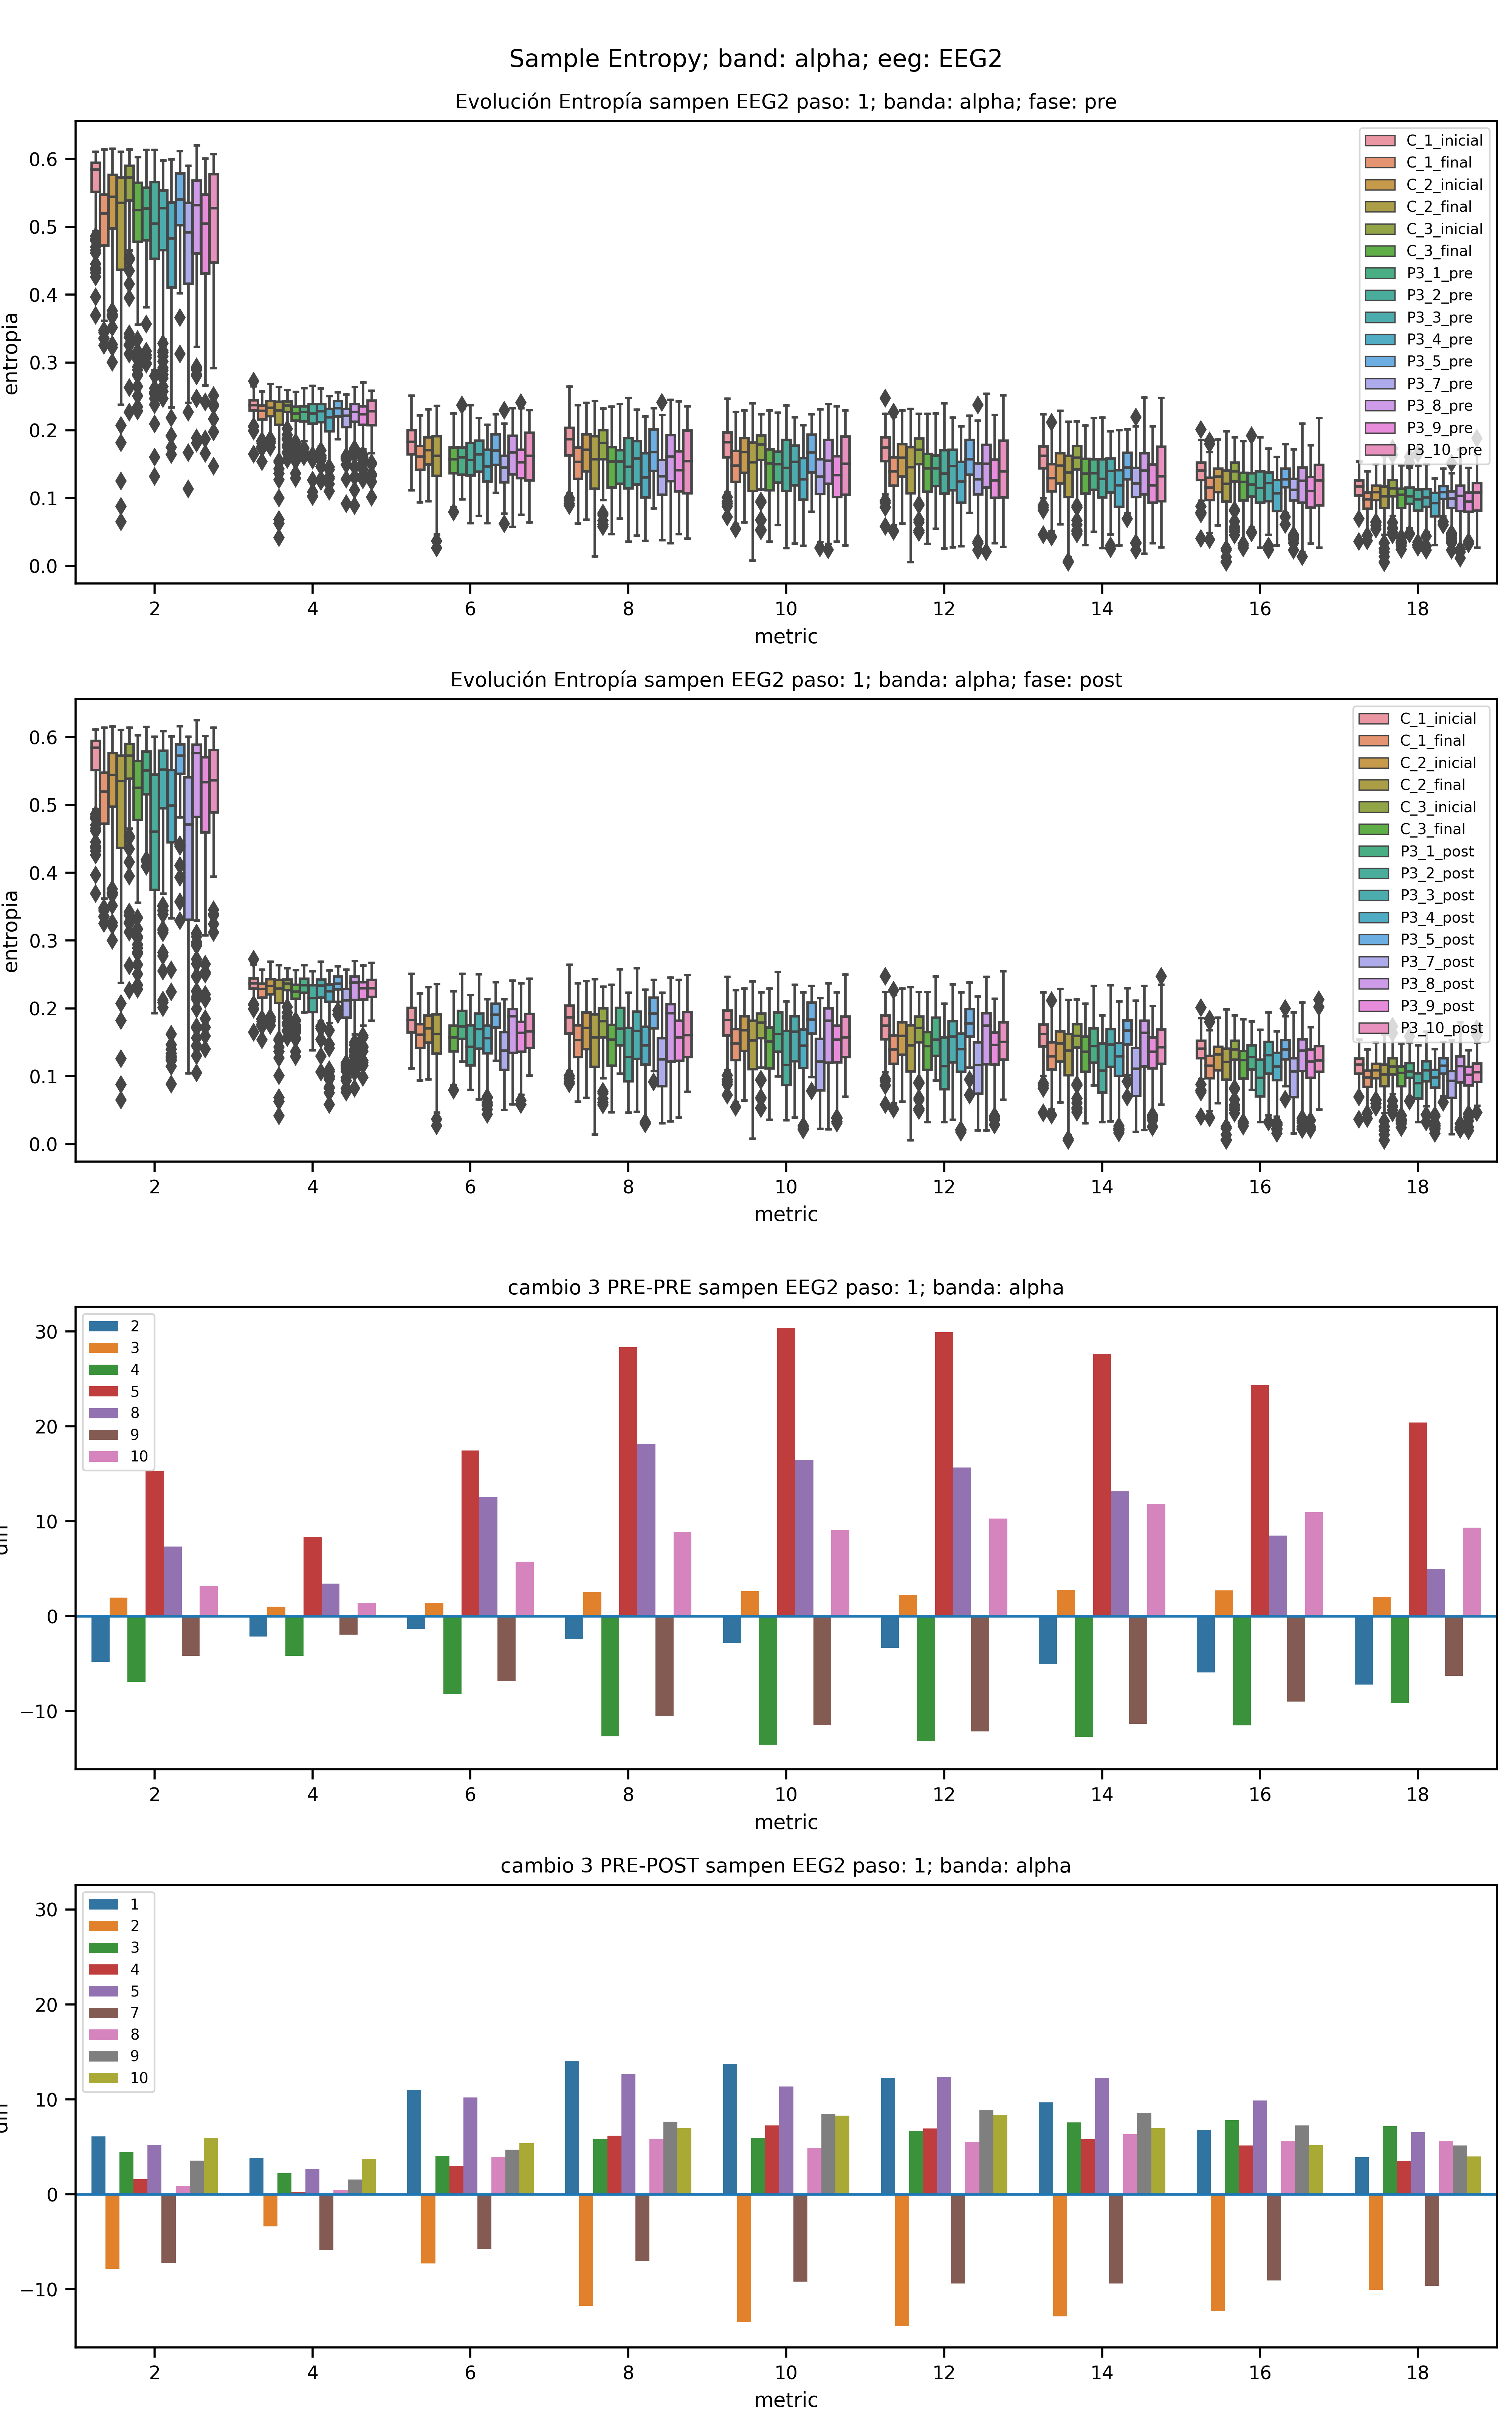 Sample Entropy; band: alpha; eeg: EEG2
Evolución Entropía sampen EEG2 paso: 1; banda: alpha; fase: pre
entropia
0.6
0.5
0.4
0.3
0.2
0.1
0.0
C_1_inicial
C_1_final
C_2_inicial
C_2_final
C_3_inicial
C_3_final
P3_1_pre
P3_2_pre
P3_3_pre
P3_4_pre
P3_5_pre
P3_7_pre
P3_8_pre
P3_9_pre
P3_10_pre
2 4 6 8 10 12 14 16 18
metric
Evolución Entropía sampen EEG2 paso: 1; banda: alpha; fase: post
entropia
0.6
0.5
0.4
0.3
0.2
0.1
0.0
C_1_inicial
C_1_final
C_2_inicial
C_2_final
C_3_inicial
C_3_final
P3_1_post
P3_2_post
P3_3_post
P3_4_post
P3_5_post
P3_7_post
P3_8_post
P3_9_post
P3_10_post
2 4 6 8 10 12 14 16 18
metric
cambio 3 PRE-PRE sampen EEG2 paso: 1; banda: alpha
30
20
10
0
−10
2
3
4
5
8
9
10
2 4 6 8 10 12 14 16 18
metric
cambio 3 PRE-POST sampen EEG2 paso: 1; banda: alpha
30
20
10
0
−10
1
2
3
4
5
7
8
9
10
2 4 6 8 10 12 14 16 18
metric